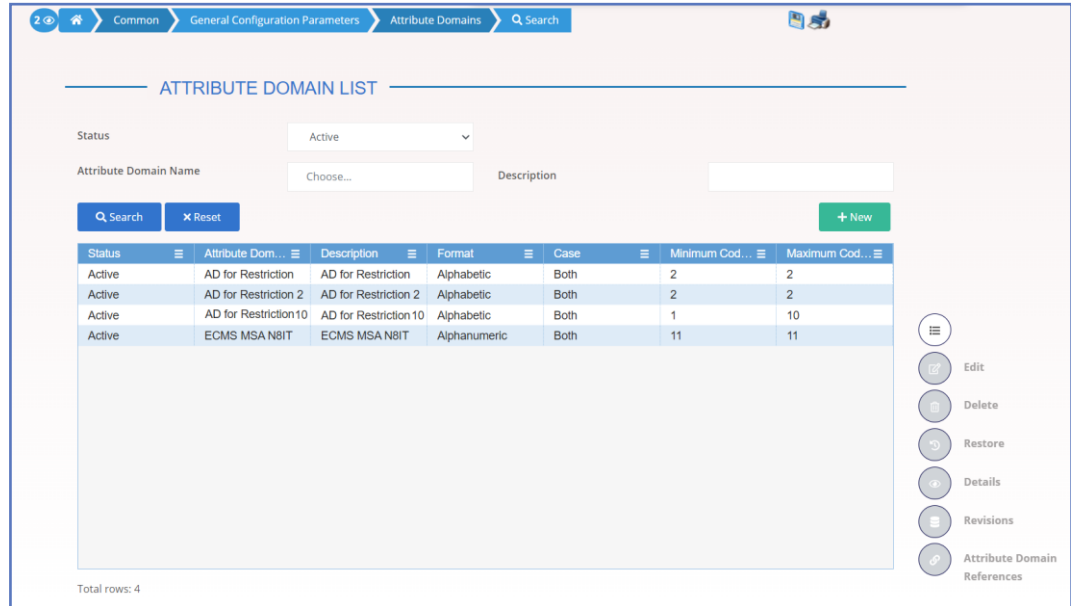 2 Common General Configuration Parameters Attribute Domains Search
ATTRIBUTE DOMAIN LIST
Status Active
Attribute Domain Name Choose... Description
Search Reset + New
Status Attribute Dom... Description Format Case Minimum Cod... Maximum Cod...
Active AD for Restriction AD for Restriction Alphabetic Both 2 2
Active AD for Restriction 2 AD for Restriction 2 Alphabetic Both 2 2
Active AD for Restriction10 AD for Restriction10 Alphabetic Both 1 10
Active ECMS MSA N8IT ECMS MSA N8IT Alphanumeric Both 11 11
Edit
Delete
Restore
Details
Revisions
Attribute Domain
References
Total rows: 4